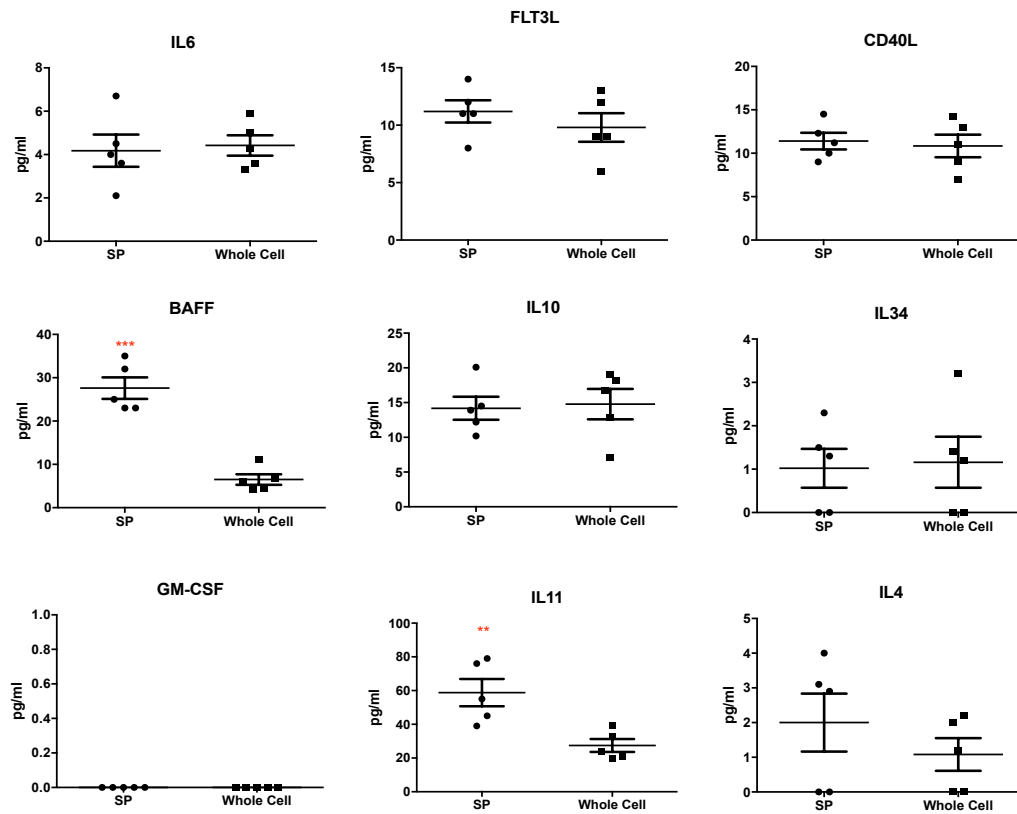 IL6
pg/ml
8
6
4
2
0
SP
Whole Cell
FLT3L
pg/ml
15
10
5
0
SP
Whole Cell
CD40L
pg/ml
20
15
10
5
0
SP
Whole Cell
BAFF
pg/ml
40
30
20
10
0
***
SP
Whole Cell
IL10
pg/ml
25
20
15
10
5
0
SP
Whole Cell
IL34
pg/ml
4
3
2
1
0
SP
Whole Cell
GM-CSF
pg/ml
1.0
0.8
0.6
0.4
0.2
0.0
SP
Whole Cell
IL11
pg/ml
100
80
60
40
20
0
**
SP
Whole Cell
IL4
pg/ml
5
4
3
2
1
0
SP
Whole Cell